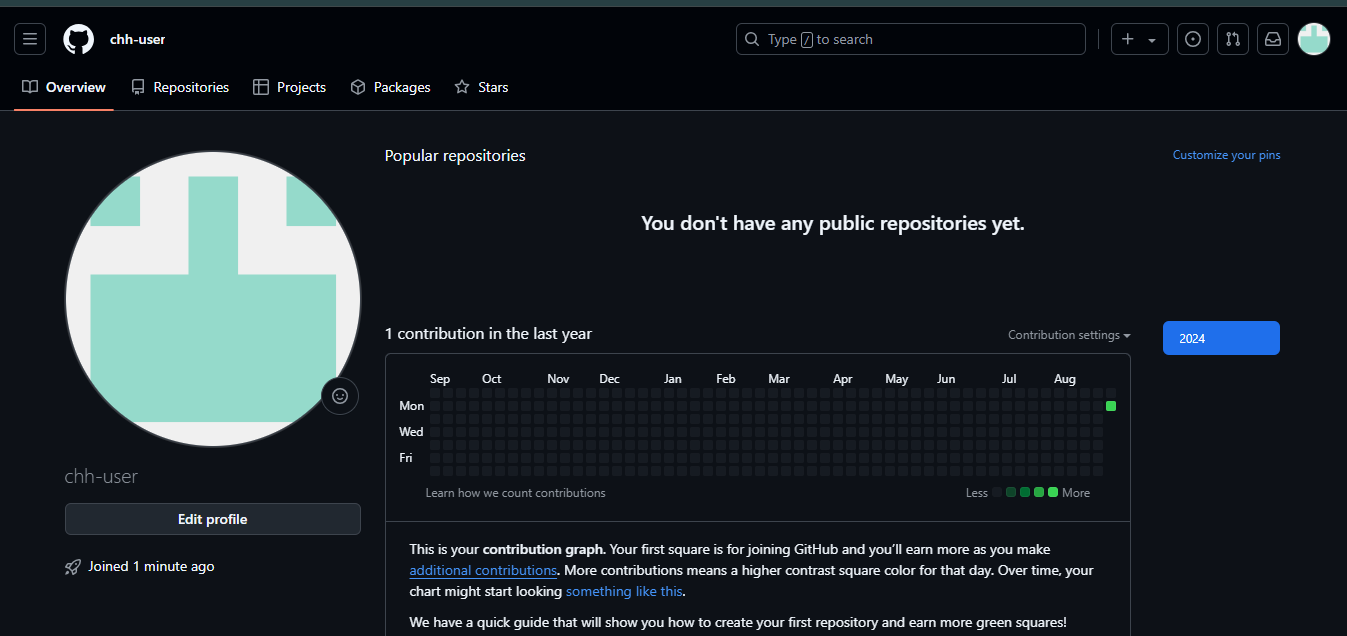 chh-user
Type / to search
Overview Repositories Projects Packages Stars
Popular repositories
Customize your pins
You don't have any public repositories yet.
1 contribution in the last year
Contribution settings
2024
Sep Oct Nov Dec Jan Feb Mar Apr May Jun Jul Aug
Mon
Wed
Fri
Learn how we count contributions
Less More
chh-user
Edit profile
Joined 1 minute ago
This is your contribution graph. Your first square is for joining GitHub and you’ll earn more as you make
additional contributions. More contributions means a higher contrast square color for that day. Over time, your
chart might start looking something like this.
We have a quick guide that will show you how to create your first repository and earn more green squares!